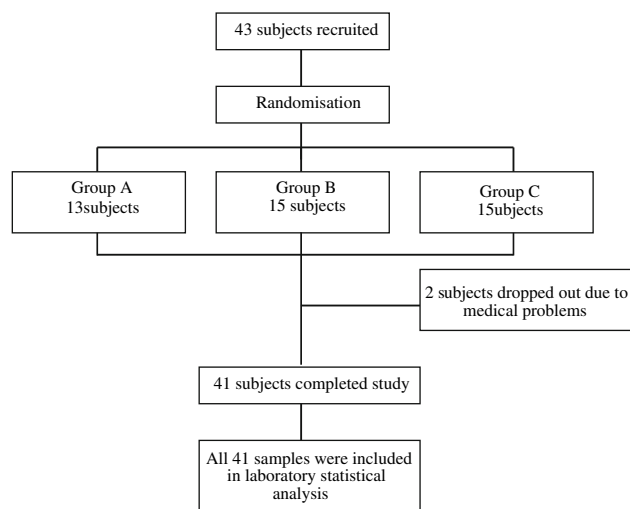 43 subjects recruited
Randomisation
Group A
13subjects
Group B
15 subjects
Group C
15ubjects
2 subjects dropped out due to
medical problems
41 subjects completed study
All 41 samples were included
in laboratory statistical
analysis